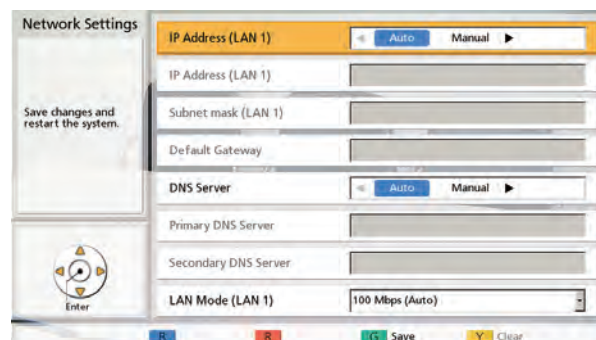 Network Settings
Save changes and
restart the system.
Enter
IP Address (LAN 1)
Auto
Manual
IP Address (LAN 1)
Subnet mask (LAN 1)
Default Gateway
DNS Server
Auto
Manual
Primary DNS Server
Secondary DNS Server
LAN Mode (LAN 1)
100 Mbps (Auto)
B
R
G Save
Y Clear